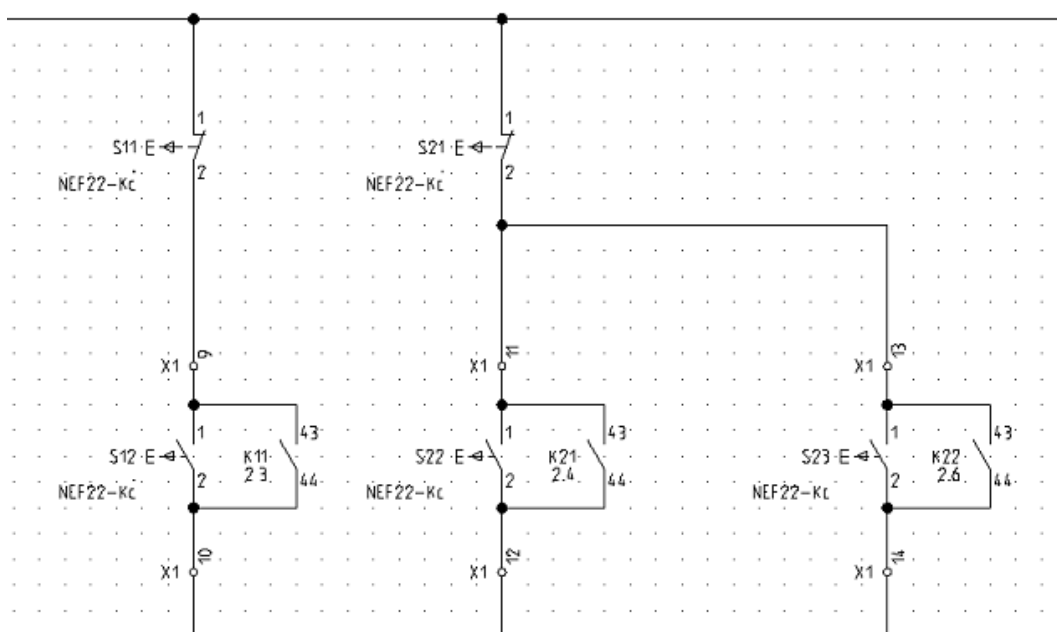 1
S11 E
2
NEF22-Kc
1
S21 E
2
NEF22-Kc
X1
9
X1
11
X1
13
1
S12 E
2
NEF22-Kc
K11
2.3
43
44
1
S22 E
2
NEF22-Kc
K21
2.4
43
44
1
S23 E
2
NEF22-Kc
K22
2.6
43
44
X1
10
X1
12
X1
14